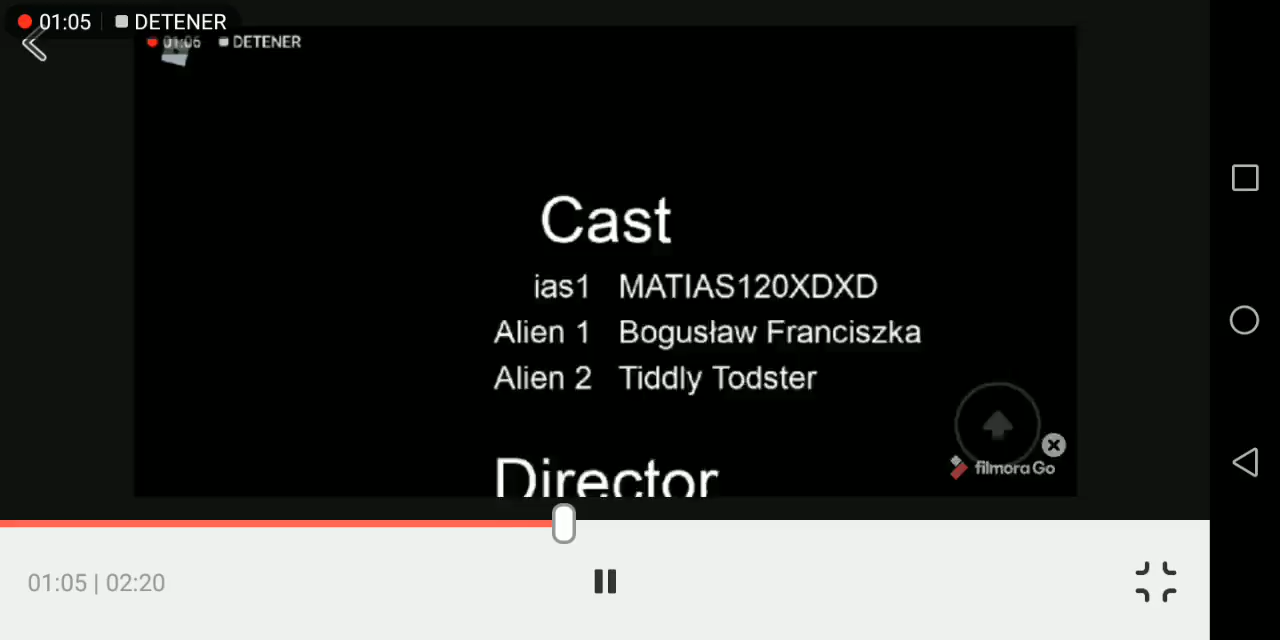 01:05 DETENER
01:06 DETENER
Cast
ias1 MATIAS120XDXD
Alien 1 Bogusław Franciszka
Alien 2 Tiddly Todster
Director
filmora Go
01:05 | 02:20